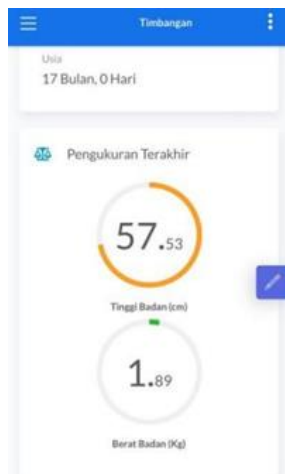 Timbangan
Usia
17 Bulan, 0 Hari
Pengukuran Terakhir
57.53
Tinggi Badan (cm)
1.89
Berat Badan (Kg)